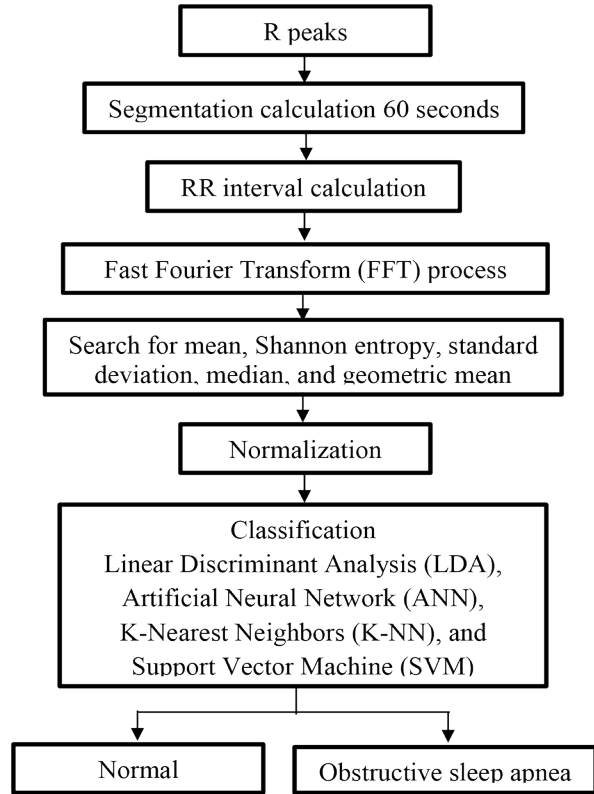 R peaks
Segmentation calculation 60 seconds
RR interval calculation
Fast Fourier Transform (FFT) process
Search for mean, Shannon entropy, standard
deviation, median, and geometric mean
Normalization
Classification
Linear Discriminant Analysis (LDA),
Artificial Neural Network (ANN),
K-Nearest Neighbors (K-NN), and
Support Vector Machine (SVM)
Normal
Obstructive sleep apnea